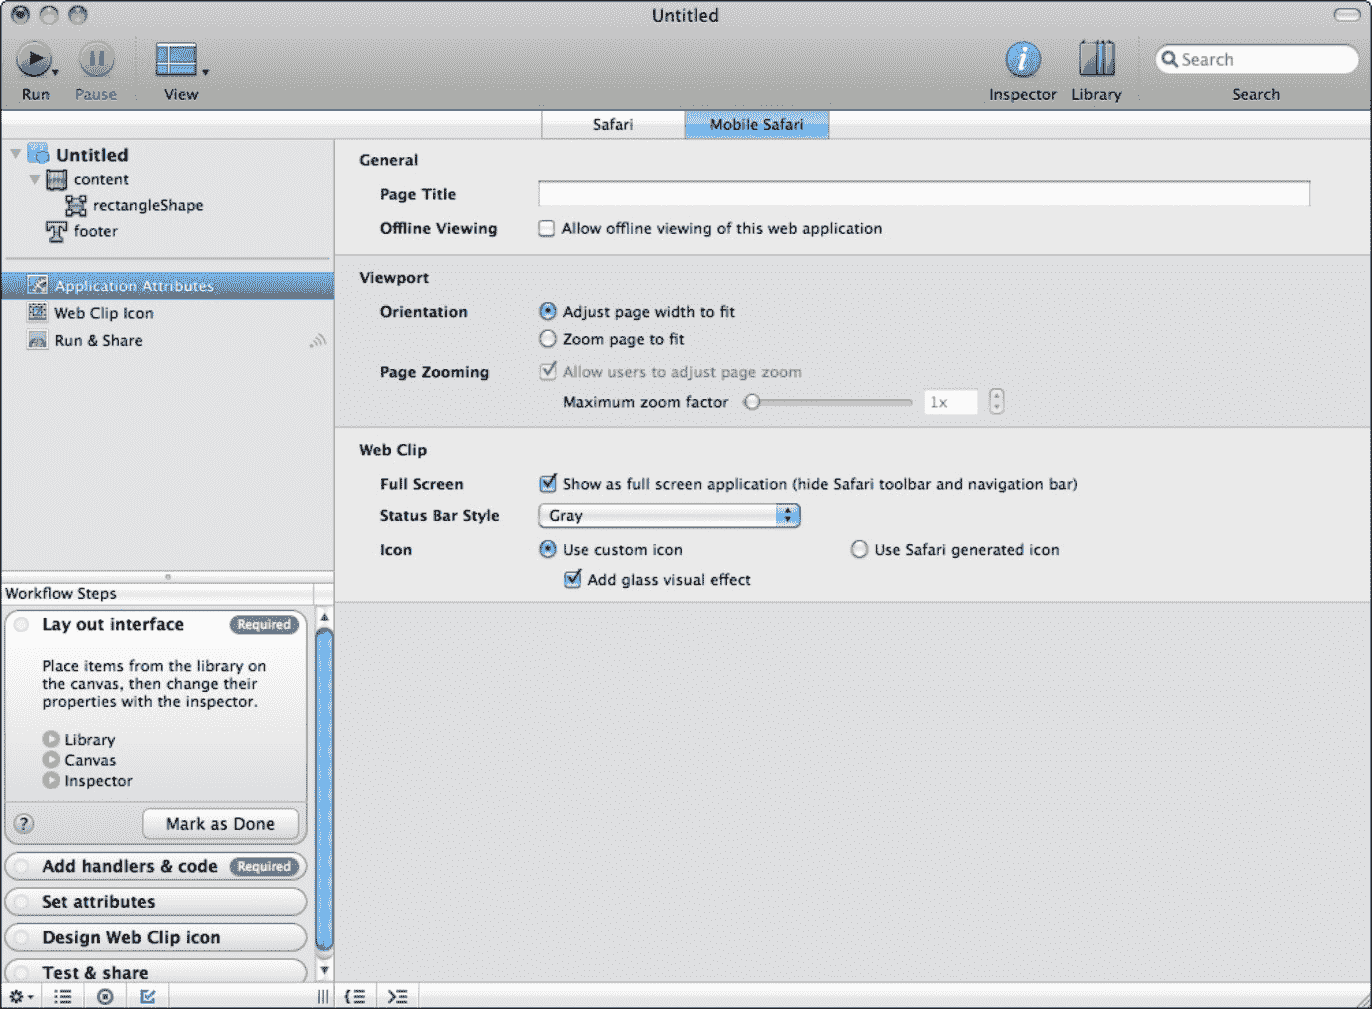 Untitled
Run
Pause
View
Inspector
Library
Search
Search
Safari
Mobile Safari
Untitled
content
rectangleShape
footer
Application Attributes
Web Clip Icon
Run & Share
General
Page Title
Offline Viewing
Allow offline viewing of this web application
Viewport
Orientation
Adjust page width to fit
Zoom page to fit
Page Zooming
Allow users to adjust page zoom
Maximum zoom factor
1x
Web Clip
Full Screen
Show as full screen application (hide Safari toolbar and navigation bar)
Status Bar Style
Gray
Icon
Use custom icon
Use Safari generated icon
Add glass visual effect
Workflow Steps
Lay out interface
Required
Place items from the library on
the canvas, then change their
properties with the inspector.
Library
Canvas
Inspector
?
Mark as Done
Add handlers & code
Required
Set attributes
Design Web Clip icon
Test & share